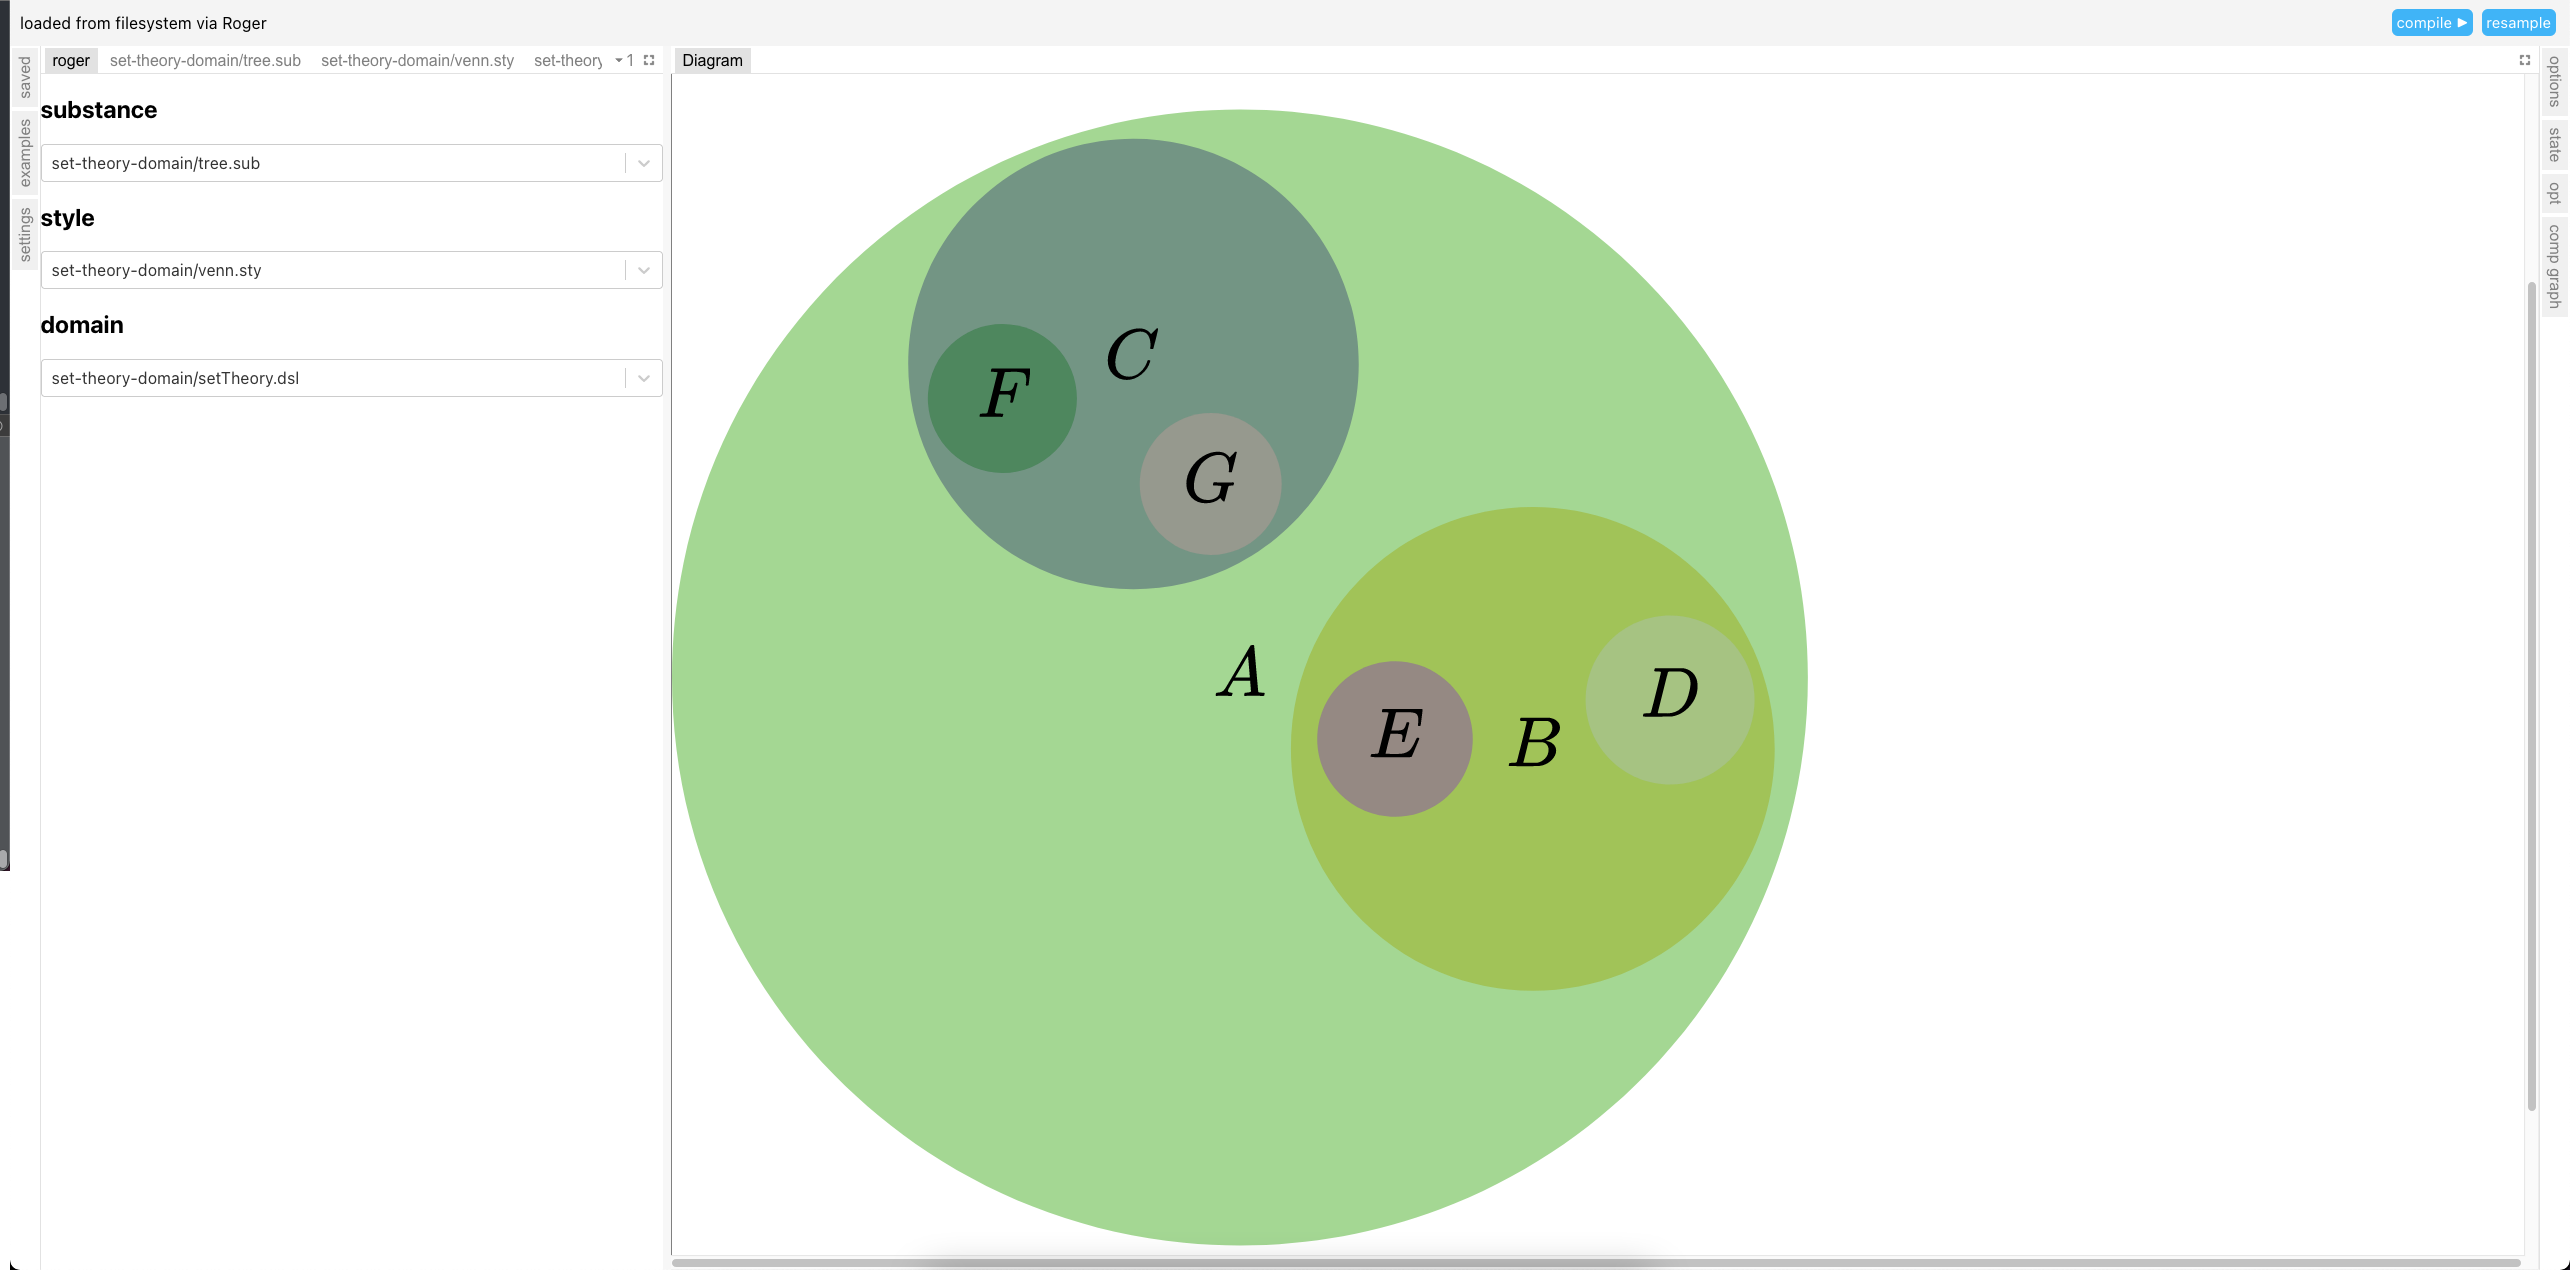 loaded from filesystem via Roger
compile ▶ resample
saved
examples
settings
roger set-theory-domain/tree.sub set-theory-domain/venn.sty set-theory 1
substance
set-theory-domain/tree.sub
style
set-theory-domain/venn.sty
domain
set-theory-domain/setTheory.dsl
Diagram
C
F
G
A
D
E
B
options
state
opt
comp graph